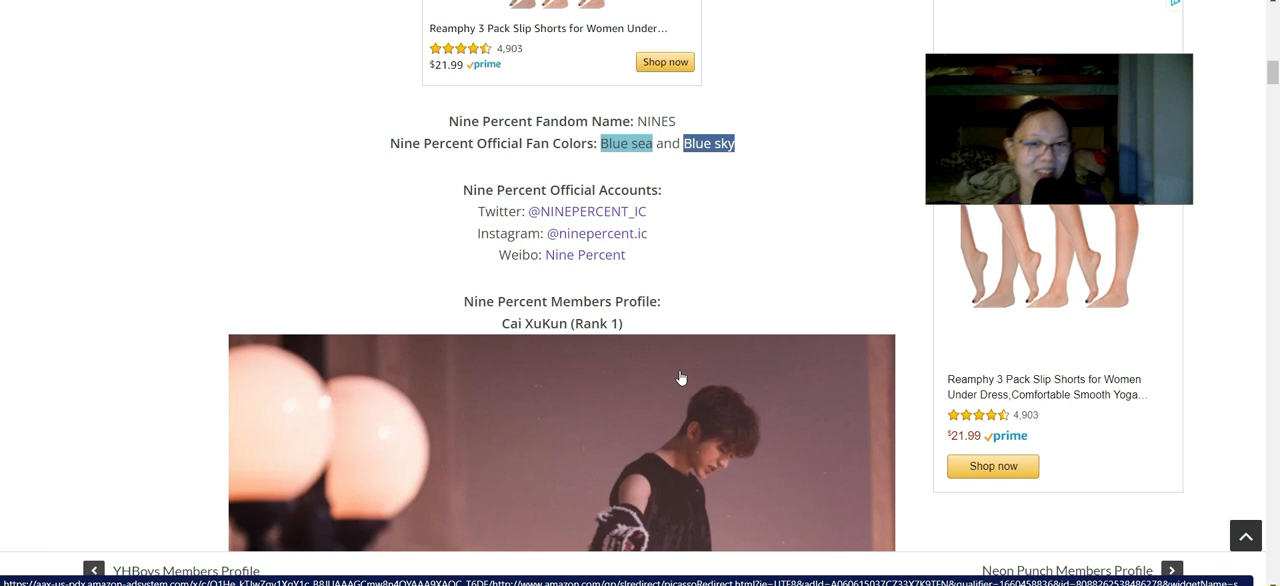 Reamphy 3 Pack Slip Shorts for Women Under…
4,903
$21.99 prime
Shop now
Nine Percent Fandom Name: NINES
Nine Percent Official Fan Colors: Blue sea and Blue sky
Nine Percent Official Accounts:
Twitter: @NINEPERCENT_IC
Instagram: @ninepercent.ic
Weibo: Nine Percent
Nine Percent Members Profile:
Cai XuKun (Rank 1)
Reamphy 3 Pack Slip Shorts for Women
Under Dress,Comfortable Smooth Yoga…
4,903
$21.99 prime
Shop now
YHBoys Members Profile
Neon Punch Members Profile